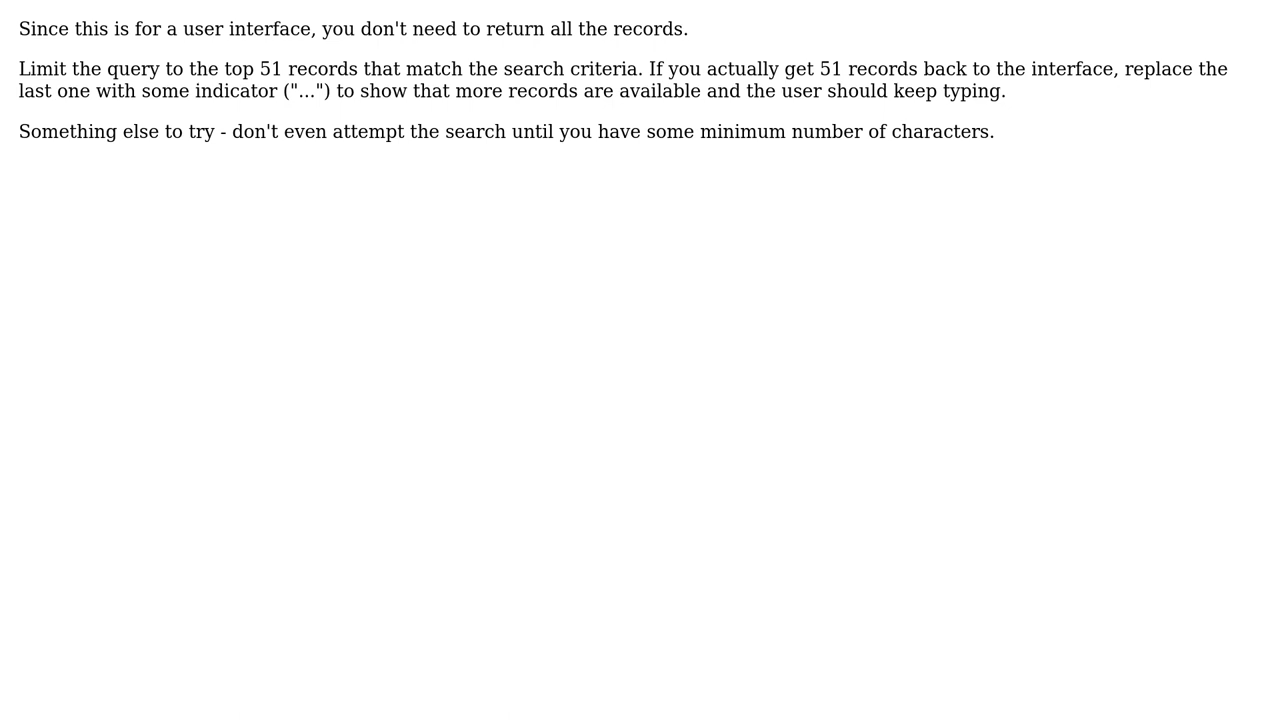 Since this is for a user interface, you don't need to return all the records.
Limit the query to the top 51 records that match the search criteria. If you actually get 51 records back to the interface, replace the
last one with some indicator ("...") to show that more records are available and the user should keep typing.
Something else to try - don't even attempt the search until you have some minimum number of characters.